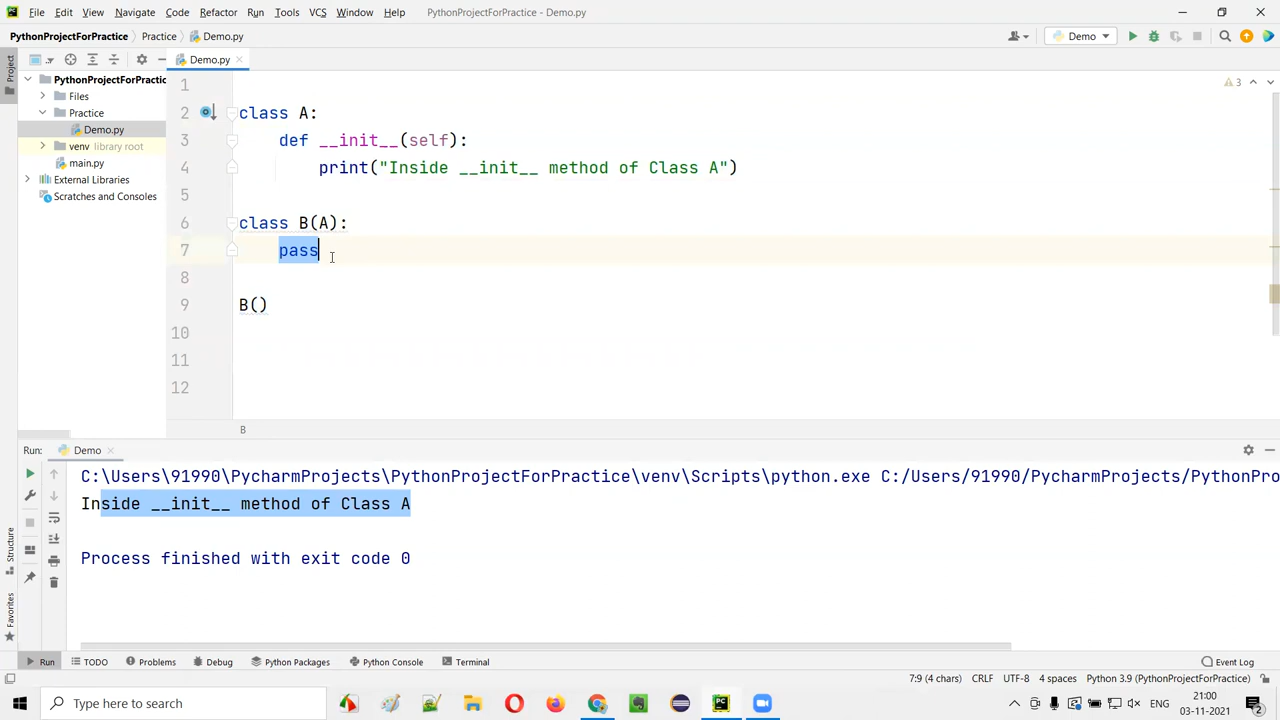 File Edit View Navigate Code Refactor Run Tools VCS Window Help PythonProjectForPractice - Demo.py
PythonProjectForPractice Practice Demo.py Demo
Project
Demo.py
PythonProjectForPractic
Files
Practice
Demo.py
venv library root
main.py
External Libraries
Scratches and Consoles
3
1
2 class A:
3 def __init__(self):
4 print("Inside __init__ method of Class A")
5
6 class B(A):
7 pass
8
9 B()
10
11
12
B
Run: Demo
C:\Users\91990\PycharmProjects\PythonProjectForPractice\venv\Scripts\python.exe C:/Users/91990/PycharmProjects/PythonPro
Inside __init__ method of Class A
Process finished with exit code 0
Structure
Favorites
Run TODO Problems Debug Python Packages Python Console Terminal Event Log
7:9 (4 chars) CRLF UTF-8 4 spaces Python 3.9 (PythonProjectForPractice)
Type here to search
ENG
21:00
03-11-2021
2